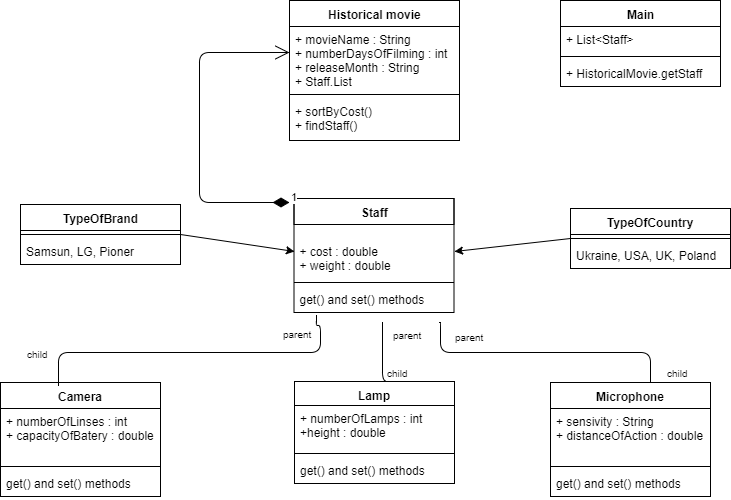 Historical movie
+ movieName : String
+ numberDaysOfFilming : int
+ releaseMonth : String
+ Staff.List
+ sortByCost()
+ findStaff()
Main
+ List<Staff>
+ HistoricalMovie.getStaff
1
TypeOfBrand
Samsun, LG, Pioner
Staff
+ cost : double
+ weight : double
get() and set() methods
TypeOfCountry
Ukraine, USA, UK, Poland
parent
parent
parent
child
child
child
Camera
+ numberOfLinses : int
+ capacityOfBatery : double
get() and set() methods
Lamp
+ numberOfLamps : int
+height : double
get() and set() methods
Microphone
+ sensivity : String
+ distanceOfAction : double
get() and set() methods